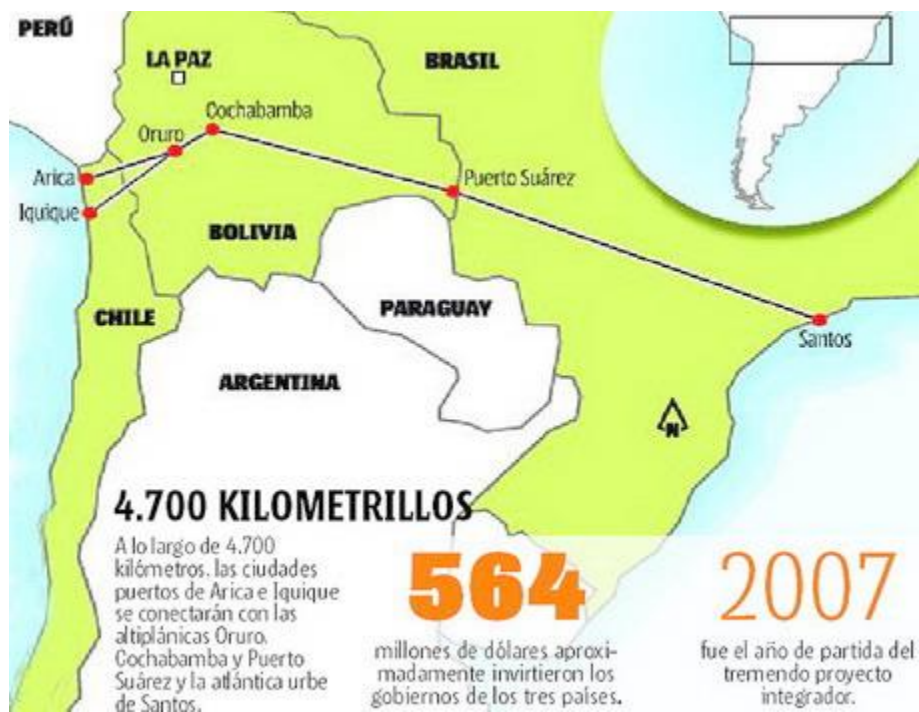 PERÚ
LA PAZ
BRASIL
Cochabamba
Oruro
Arica
Puerto Suárez
Iquique
BOLIVIA
PARAGUAY
CHILE
Santos
ARGENTINA
N
4.700 KILOMETRILLOS
A lo largo de 4.700
kilómetros, las ciudades
puertos de Arica e Iquique
se conectarán con las
altiplánicas Oruro,
Cochabamba y Puerto
Suárez y la atlántica urbe
de Santos.
564
millones de dólares aproxi-
madamente invirtieron los
gobiernos de los tres países.
2007
fue el año de partida del
tremendo proyecto
integrador.